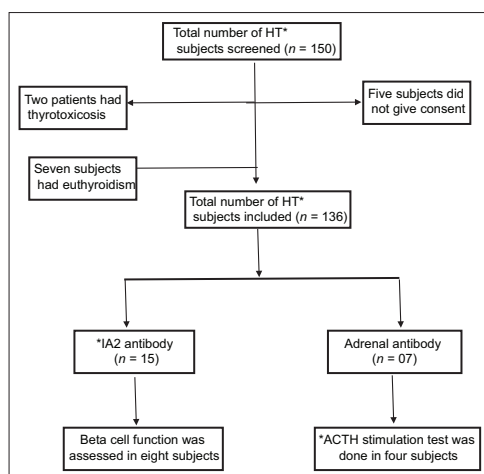 Total number of HT*
subjects screened (n = 150)
Two patients had
thyrotoxicosis
Five subjects did
not give consent
Seven subjects
had euthyroidism
Total number of HT*
subjects included (n = 136)
*IA2 antibody
(n = 15)
Adrenal antibody
(n = 07)
Beta cell function was
assessed in eight subjects
*ACTH stimulation test was
done in four subjects